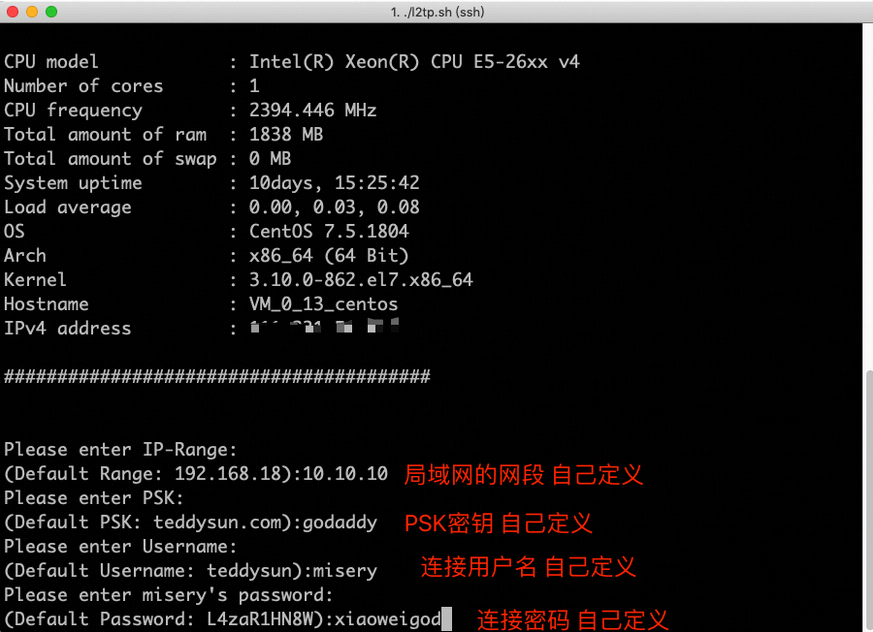 1. ./l2tp.sh (ssh)
CPU model : Intel(R) Xeon(R) CPU E5-26xx v4
Number of cores : 1
CPU frequency : 2394.446 MHz
Total amount of ram : 1838 MB
Total amount of swap : 0 MB
System uptime : 10days, 15:25:42
Load average : 0.00, 0.03, 0.08
OS : CentOS 7.5.1804
Arch : x86_64 (64 Bit)
Kernel : 3.10.0-862.el7.x86_64
Hostname : VM_0_13_centos
IPv4 address :
########################################
Please enter IP-Range:
(Default Range: 192.168.18):10.10.10 局域网的网段 自己定义
Please enter PSK:
(Default PSK: teddysun.com):godaddy PSK密钥 自己定义
Please enter Username:
(Default Username: teddysun):misery 连接用户名 自己定义
Please enter misery's password:
(Default Password: L4zaR1HN8W):xiaoweigod 连接密码 自己定义